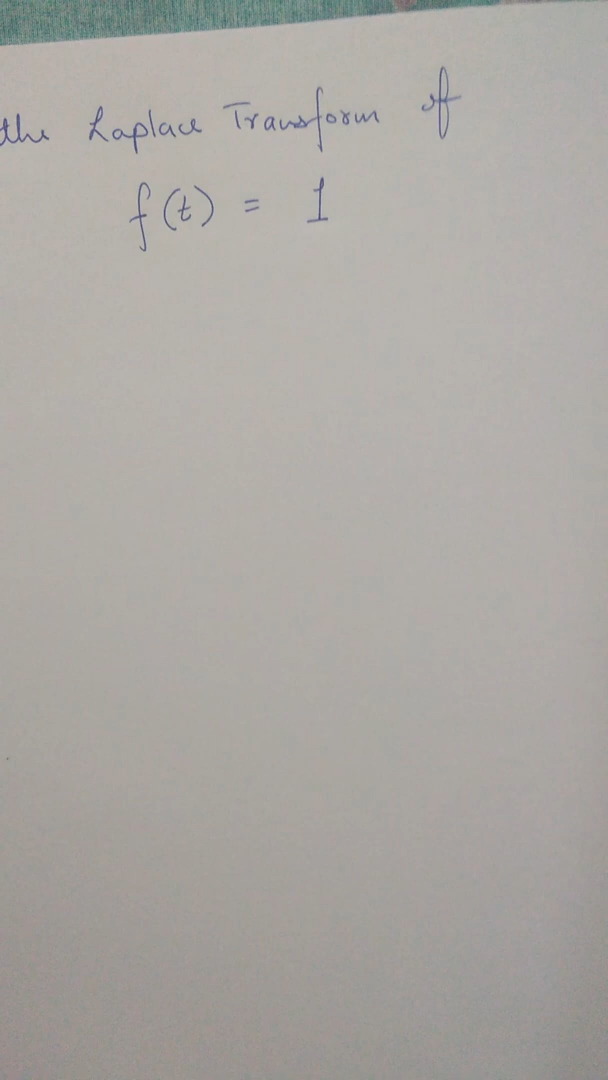 the Laplace Transform of
f(t) = 1